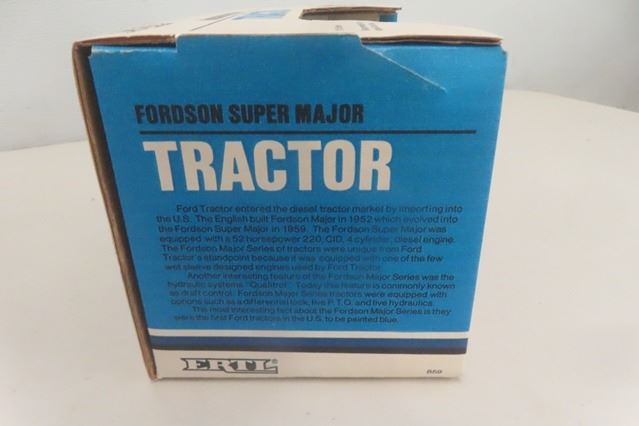 FORDSON SUPER MAJOR
TRACTOR
Ford Tractor entered the diesel tractor market by importing into
the U.S. The English built Fordson Major in 1952 which evolved into
the Fordson Super Major in 1959. The Fordson Super Major was
equipped with a 52 horsepower 220, CID, 4 cylinder, diesel engine.
The Fordson Major Series of tractors were unique from Ford
Tractor's standpoint because it was equipped with one of the few
wet sleeve designed engines used by Ford Tractor.
Another interesting feature of the Fordson Major Series was the
hydraulic systems "Qualitrol". Today this feature is commonly known
as draft control. Fordson Major Series tractors were equipped with
options such as a differential lock, live P.T.O. and live hydraulics.
The most interesting fact about the Fordson Major Series is they
were the first Ford tractors in the U.S. to be painted blue.
ERTL®
859